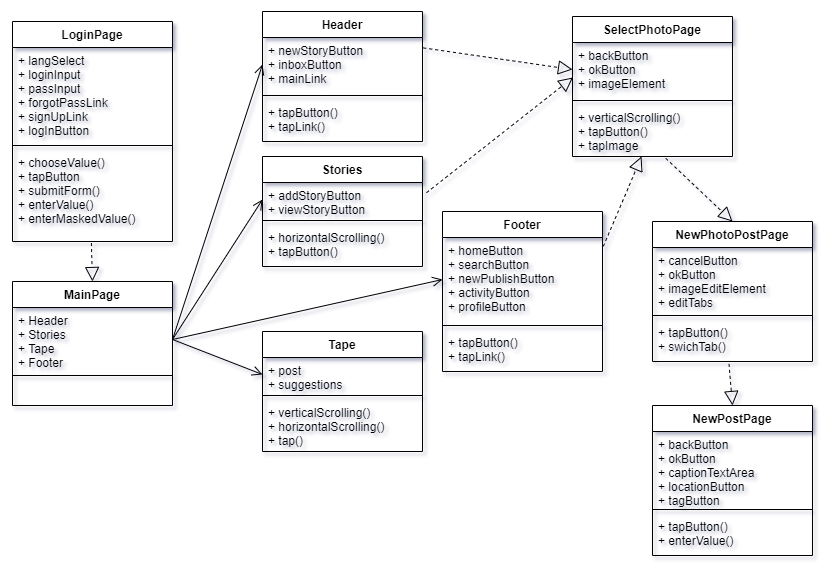 LoginPage
+ langSelect
+ loginInput
+ passInput
+ forgotPassLink
+ signUpLink
+ logInButton
+ chooseValue()
+ tapButton
+ submitForm()
+ enterValue()
+ enterMaskedValue()
MainPage
+ Header
+ Stories
+ Tape
+ Footer
Header
+ newStoryButton
+ inboxButton
+ mainLink
+ tapButton()
+ tapLink()
Stories
+ addStoryButton
+ viewStoryButton
+ horizontalScrolling()
+ tapButton()
Tape
+ post
+ suggestions
+ verticalScrolling()
+ horizontalScrolling()
+ tap()
Footer
+ homeButton
+ searchButton
+ newPublishButton
+ activityButton
+ profileButton
+ tapButton()
+ tapLink()
SelectPhotoPage
+ backButton
+ okButton
+ imageElement
+ verticalScrolling()
+ tapButton()
+ tapImage
NewPhotoPostPage
+ cancelButton
+ okButton
+ imageEditElement
+ editTabs
+ tapButton()
+ swichTab()
NewPostPage
+ backButton
+ okButton
+ captionTextArea
+ locationButton
+ tagButton
+ tapButton()
+ enterValue()